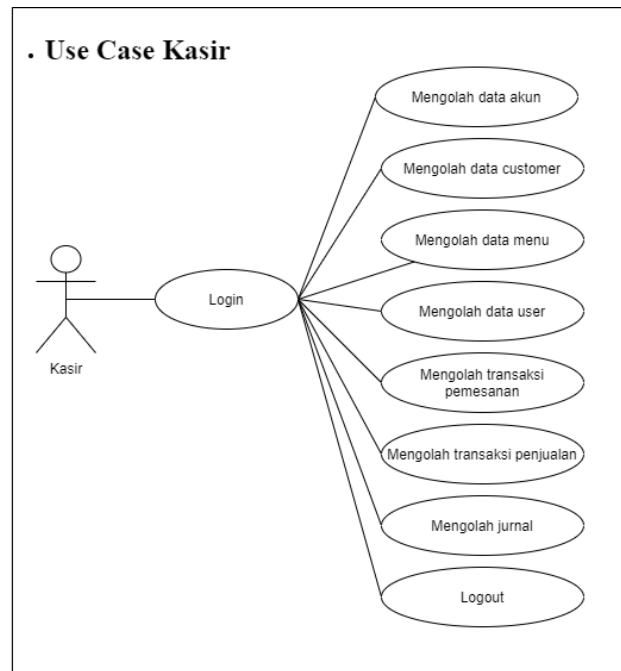 . Use Case Kasir
Mengolah data akun
Mengolah data customer
Mengolah data menu
Login
Mengolah data user
Kasir
Mengolah transaksi
pemesanan
Mengolah transaksi penjualan
Mengolah jurnal
Logout